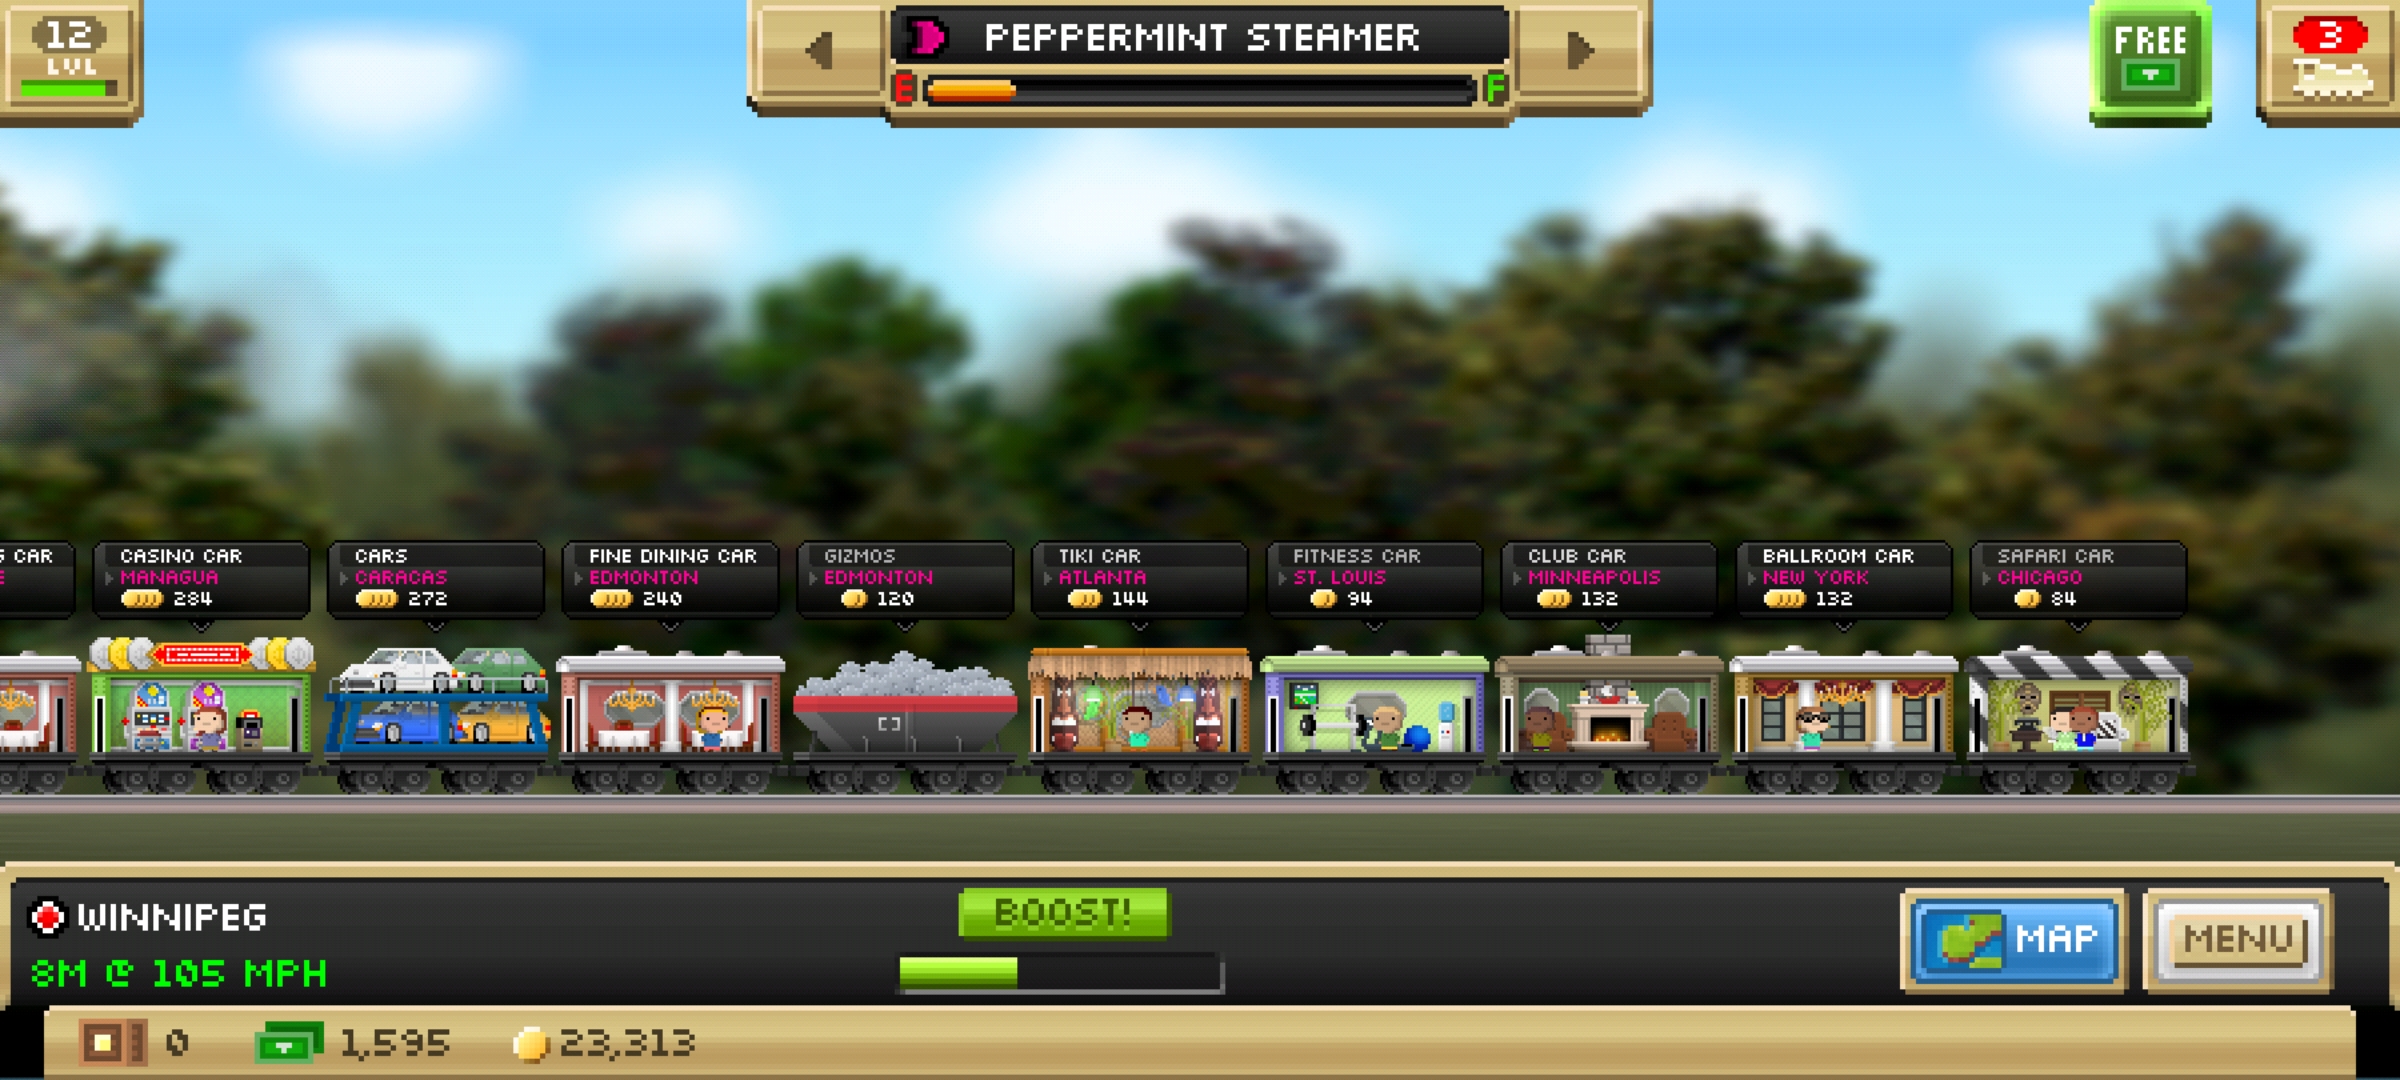 12
LVL
PEPPERMINT STEAMER
E F
FREE
3
CAR
CASINO CAR
MANAGUA
284
CARS
CARACAS
272
FINE DINING CAR
EDMONTON
240
GIZMOS
EDMONTON
120
TIKI CAR
ATLANTA
144
FITNESS CAR
ST. LOUIS
94
CLUB CAR
MINNEAPOLIS
132
BALLROOM CAR
NEW YORK
132
SAFARI CAR
CHICAGO
84
WINNIPEG
8M @ 105 MPH
BOOST!
MAP
MENU
0
1,595
23,313